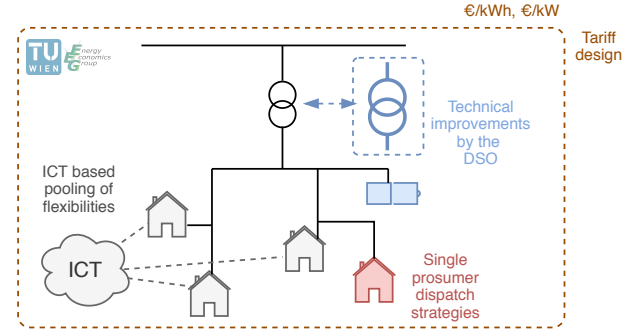 €/kWh, €/kW
Tariff
design
TU
WIEN
Energy
Economics
Group
EEG
Technical
improvements
by the
DSO
ICT based
pooling of
flexibilities
ICT
Single
prosumer
dispatch
strategies